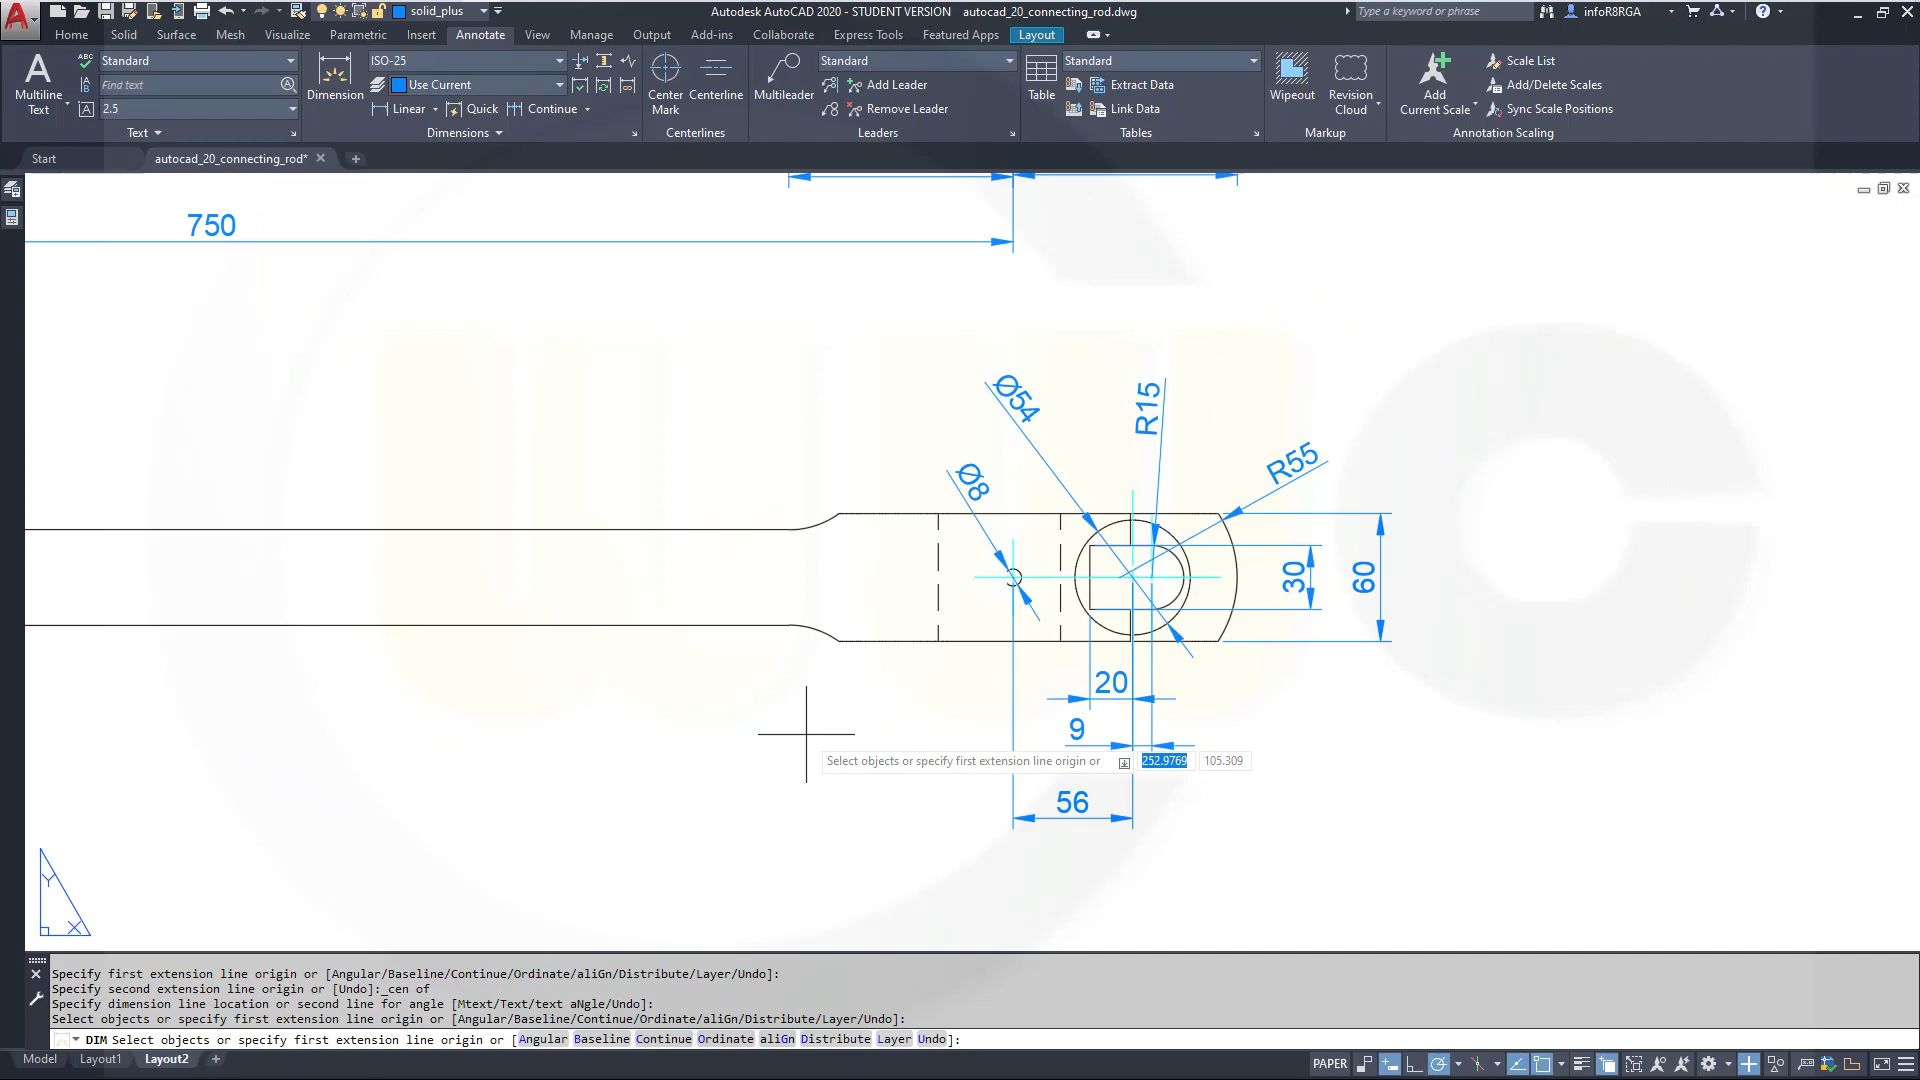 solid_plus
Autodesk AutoCAD 2020 - STUDENT VERSION autocad_20_connecting_rod.dwg
Type a keyword or phrase
infoR8RGA
Home Solid Surface Mesh Visualize Parametric Insert Annotate View Manage Output Add-ins Collaborate Express Tools Featured Apps Layout
Multiline Text
ABC
Standard
Find text
2.5
Text
Dimension
ISO-25
Use Current
Linear Quick Continue
Dimensions
Center Mark
Centerline
Centerlines
Multileader
Standard
Add Leader
Remove Leader
Leaders
Table
Standard
Extract Data
Link Data
Tables
Wipeout
Revision Cloud
Markup
Add Current Scale
Scale List
Add/Delete Scales
Sync Scale Positions
Annotation Scaling
Start autocad_20_connecting_rod*
750
Ø54
R15
R55
Ø8
30
60
20
9
56
Select objects or specify first extension line origin or 252.9769 105.309
Y
X
Specify first extension line origin or [Angular/Baseline/Continue/Ordinate/aliGn/Distribute/Layer/Undo]:
Specify second extension line origin or [Undo]:_cen of
Specify dimension line location or second line for angle [Mtext/Text/text aNgle/Undo]:
Select objects or specify first extension line origin or [Angular/Baseline/Continue/Ordinate/aliGn/Distribute/Layer/Undo]:
DIM Select objects or specify first extension line origin or [Angular Baseline Continue Ordinate aliGn Distribute Layer Undo]:
Model Layout1 Layout2
PAPER